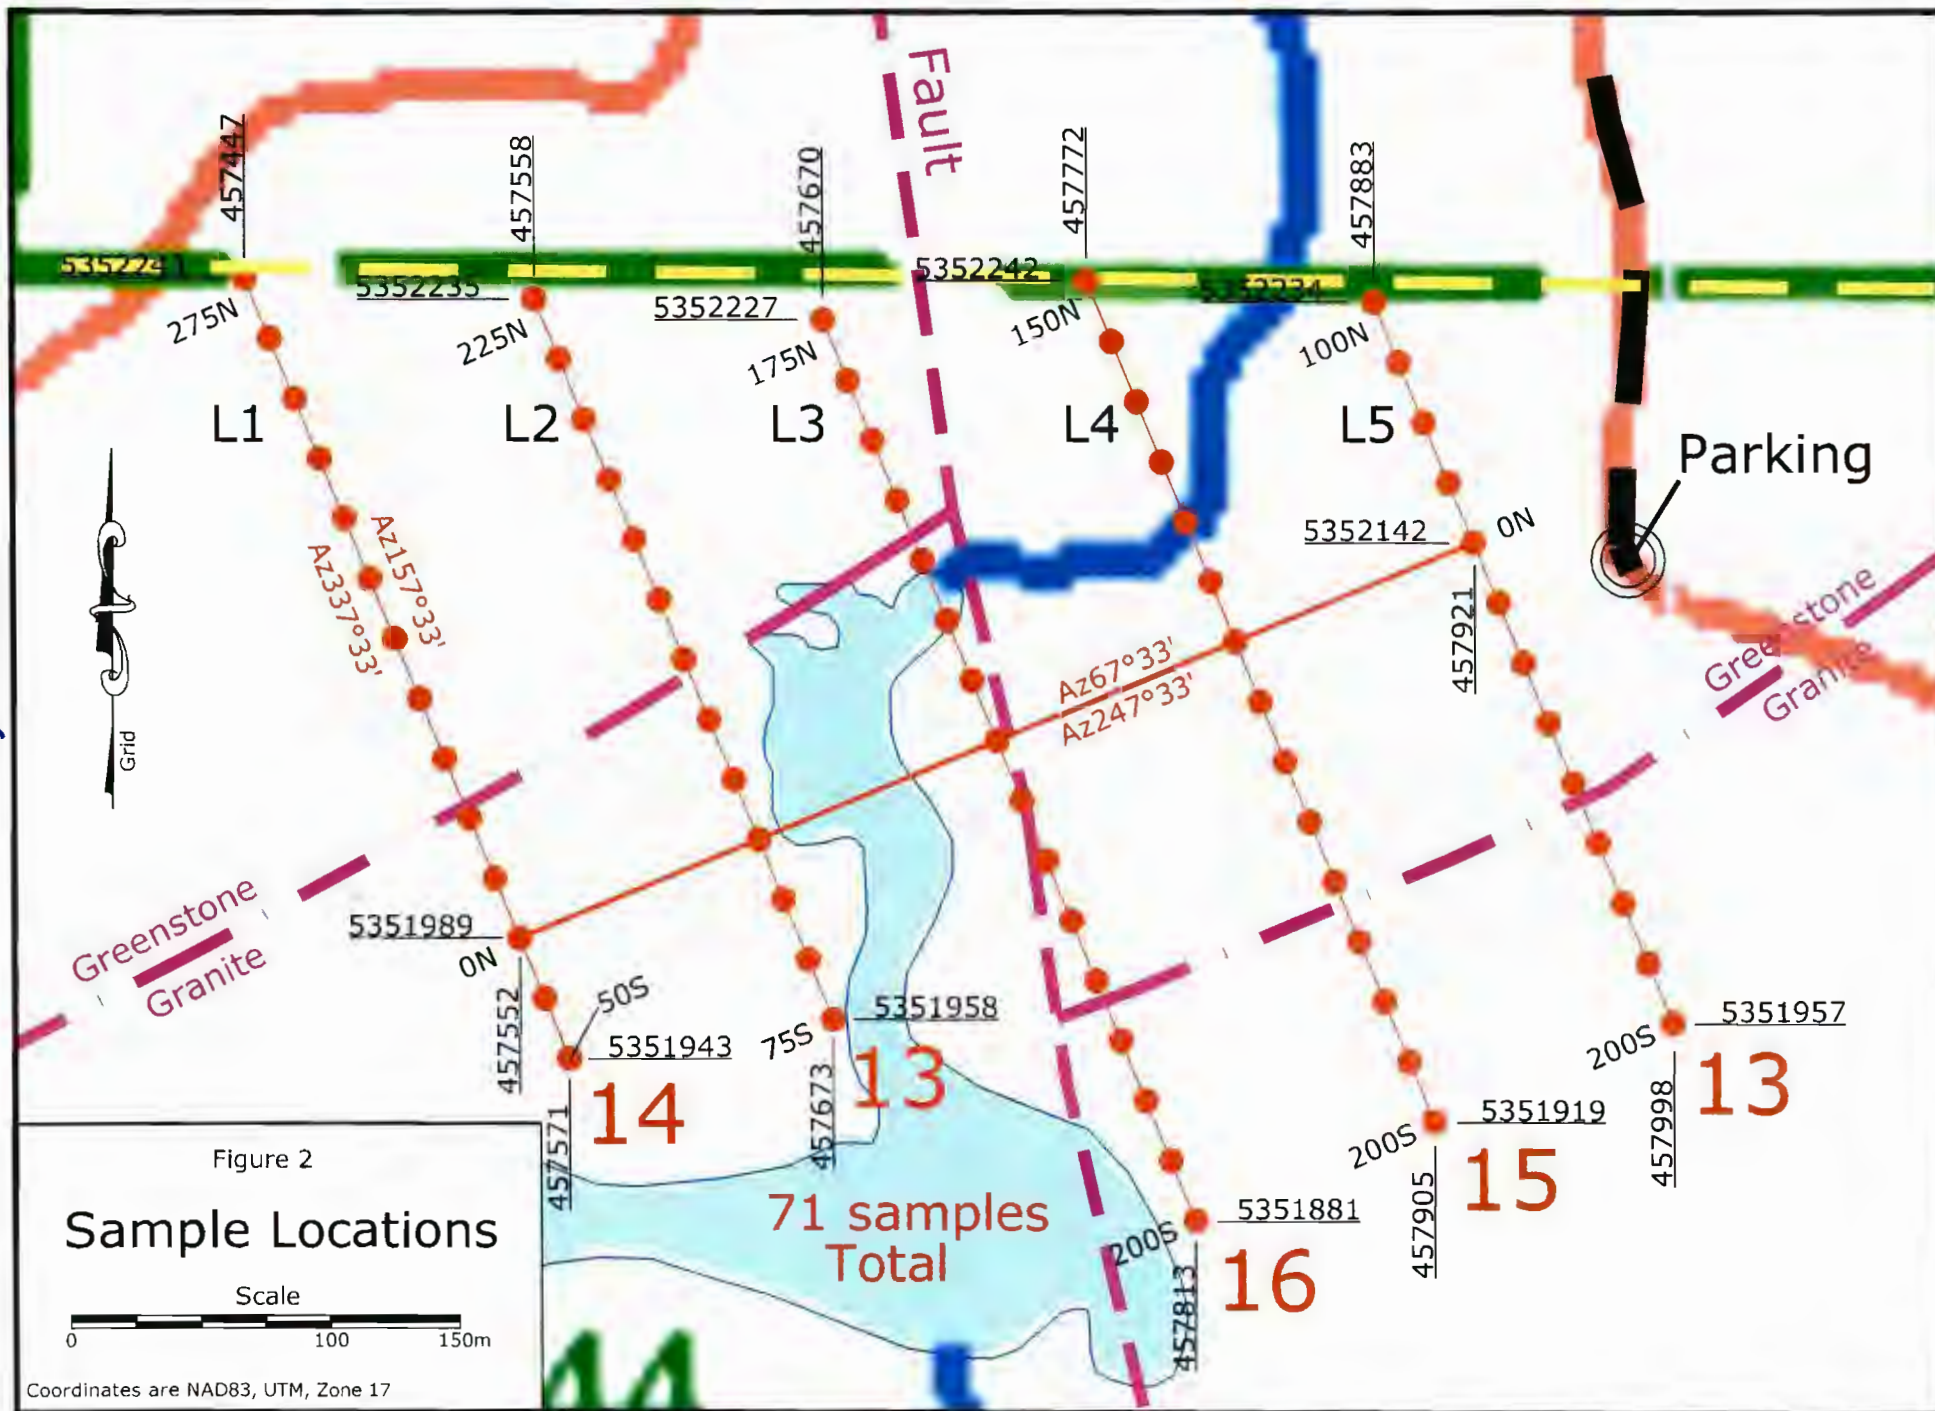 Fault
457447
457558
457670
457772
457883
5352241
5352235
5352227
5352242
5352234
275N
225N
175N
150N
100N
L1
L2
L3
L4
L5
Parking
Az157°33'
Az337°33'
5352142
0N
457921
Az67°33'
Az247°33'
Greenstone
Granite
Grid
Greenstone
Granite
5351989
0N
457552
50S
5351943
457571
14
75S
5351958
457673
13
200S
5351881
457813
16
200S
5351919
457905
15
200S
5351957
457998
13
71 samples
Total
Figure 2
Sample Locations
Scale
0 100 150m
Coordinates are NAD83, UTM, Zone 17